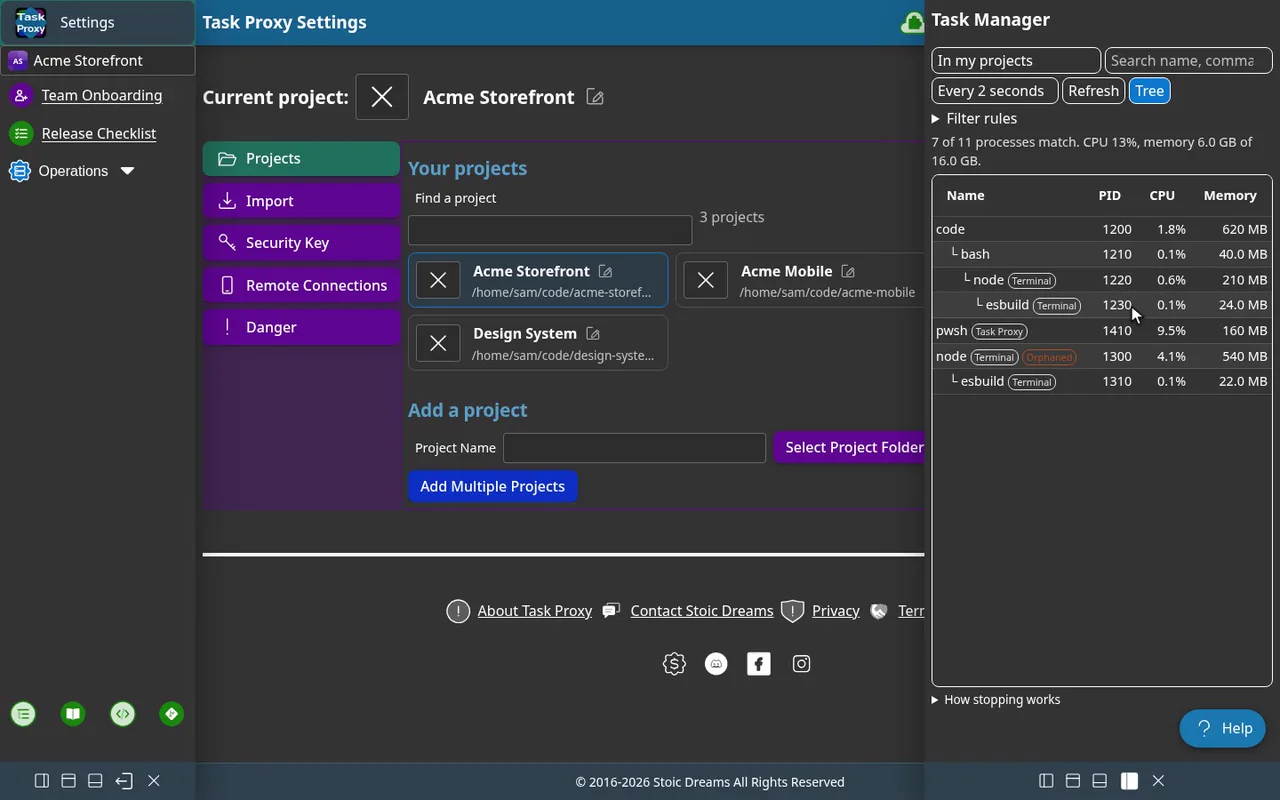 Task Proxy
Settings
AS Acme Storefront
Team Onboarding
Release Checklist
Operations
Task Proxy Settings
Current project: Acme Storefront
Projects
Import
Security Key
Remote Connections
Danger
Your projects
Find a project
3 projects
Acme Storefront
/home/sam/code/acme-storef...
Acme Mobile
/home/sam/code/acme-mobile
Design System
/home/sam/code/design-syste...
Add a project
Project Name
Select Project Folder
Add Multiple Projects
About Task Proxy
Contact Stoic Dreams
Privacy
Terr
© 2016-2026 Stoic Dreams All Rights Reserved
Task Manager
In my projects
Search name, comma
Every 2 seconds
Refresh
Tree
Filter rules
7 of 11 processes match. CPU 13%, memory 6.0 GB of
16.0 GB.
Name PID CPU Memory
code 1200 1.8% 620 MB
└ bash 1210 0.1% 40.0 MB
└ node Terminal 1220 0.6% 210 MB
└ esbuild Terminal 1230 0.1% 24.0 MB
pwsh Task Proxy 1410 9.5% 160 MB
node Terminal Orphaned 1300 4.1% 540 MB
└ esbuild Terminal 1310 0.1% 22.0 MB
How stopping works
? Help